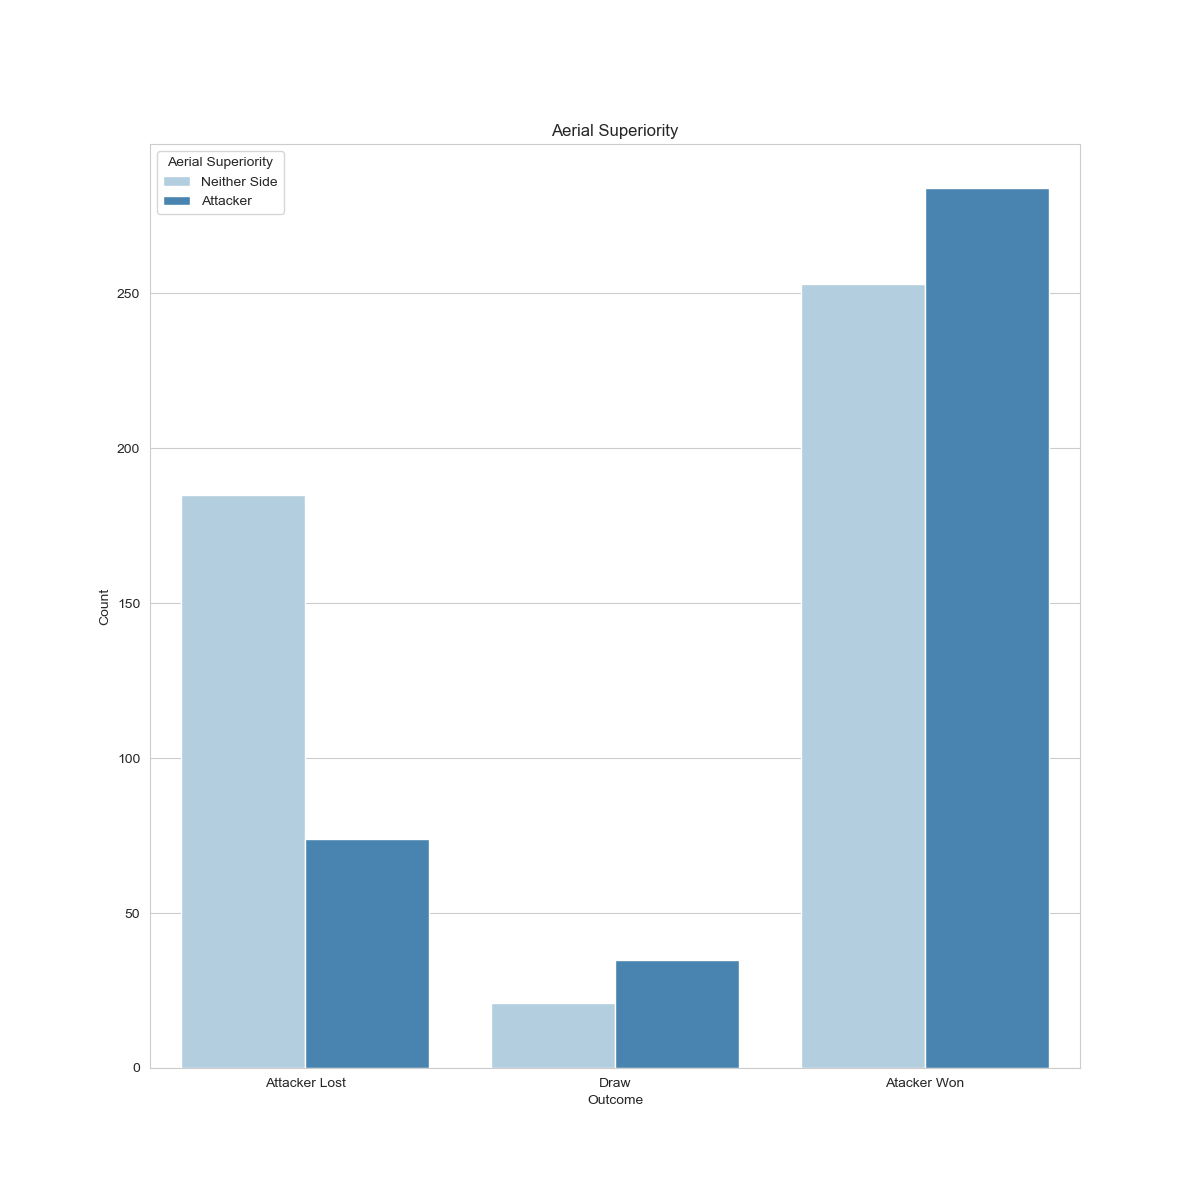 Aerial Superiority
Aerial Superiority
Neither Side
Attacker
250
200
150
100
50
0
Count
Attacker Lost
Draw
Atacker Won
Outcome